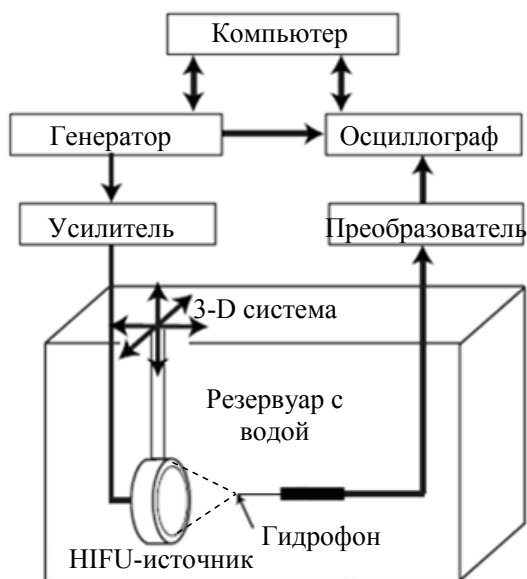 Компьютер
Генератор
Осциллограф
Усилитель
Преобразователь
3-D система
Резервуар с
водой
Гидрофон
HIFU-источник